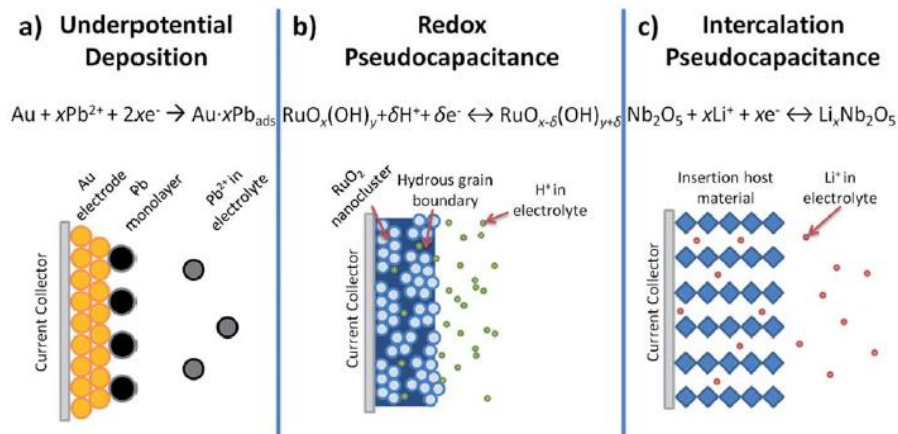 a) Underpotential
Deposition
Au + xPb²⁺ + 2xe⁻ → Au·xPb_ads
Au
electrode
Pb
monolayer
Pb²⁺ in
electrolyte
Current Collector
b) Redox
Pseudocapacitance
RuOₓ(OH)ᵧ+δH⁺+ δe⁻ ↔ RuOₓ₋δ(OH)ᵧ₊δ
RuO₂
nanocluster
Hydrous grain
boundary
H⁺ in
electrolyte
Current Collector
c) Intercalation
Pseudocapacitance
Nb₂O₅ + xLi⁺ + xe⁻ ↔ LiₓNb₂O₅
Insertion host
material
Li⁺ in
electrolyte
Current Collector